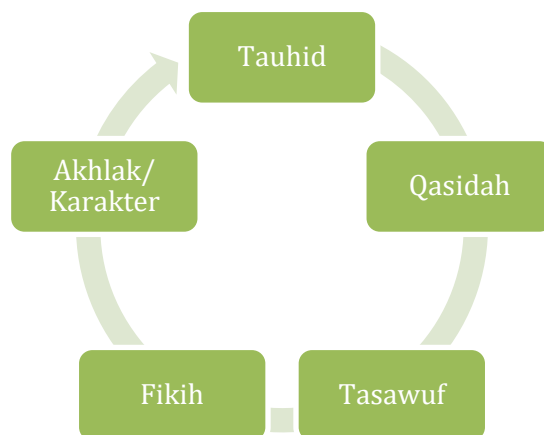 Tauhid
Qasidah
Tasawuf
Fikih
Akhlak/
Karakter